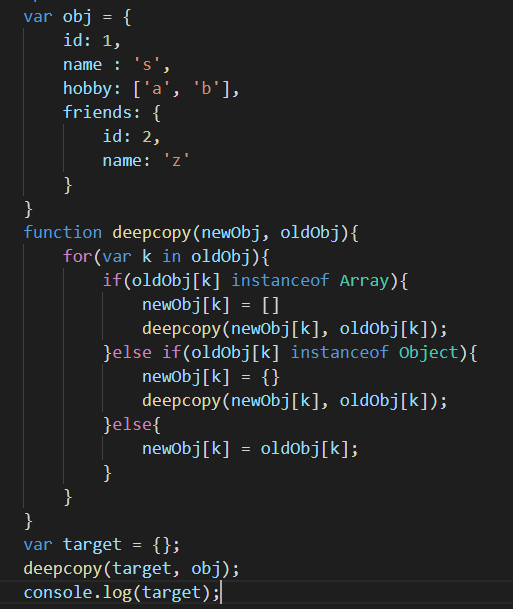 var obj = {
    id: 1,
    name : 's',
    hobby: ['a', 'b'],
    friends: {
        id: 2,
        name: 'z'
    }
}
function deepcopy(newObj, oldObj){
    for(var k in oldObj){
        if(oldObj[k] instanceof Array){
            newObj[k] = []
            deepcopy(newObj[k], oldObj[k]);
        }else if(oldObj[k] instanceof Object){
            newObj[k] = {}
            deepcopy(newObj[k], oldObj[k]);
        }else{
            newObj[k] = oldObj[k];
        }
    }
}
var target = {};
deepcopy(target, obj);
console.log(target);